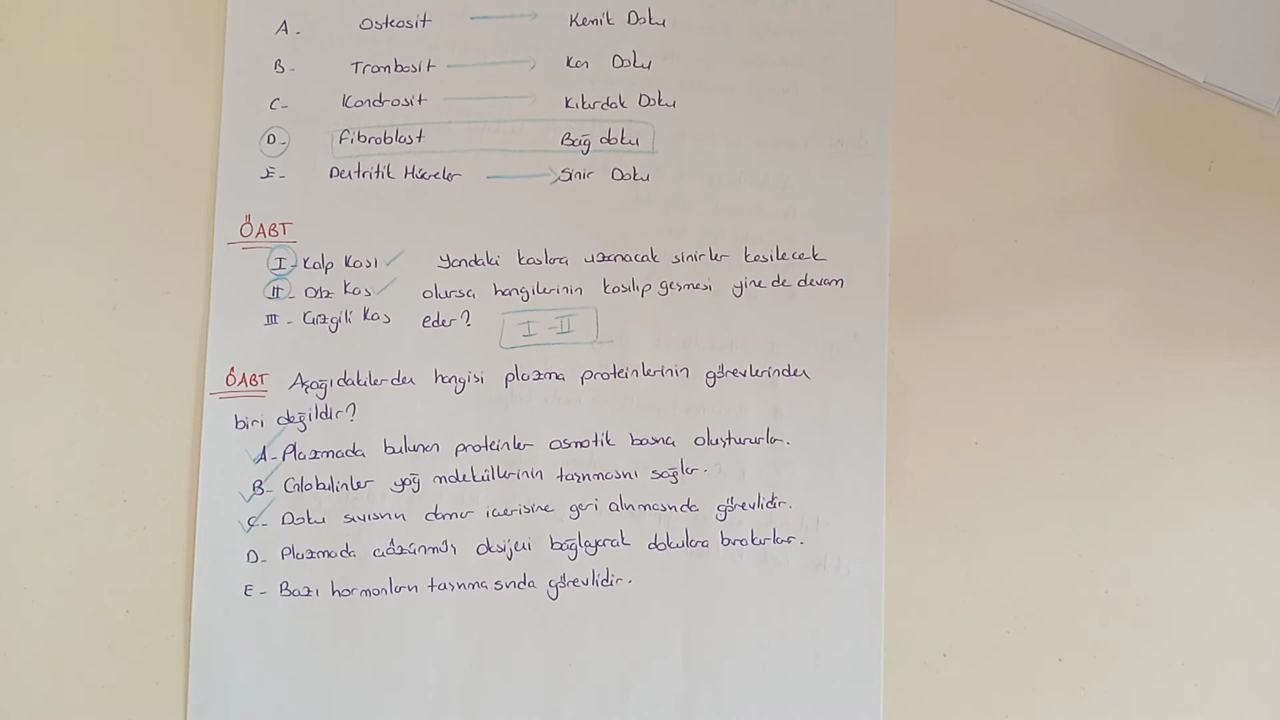 A - Osteosit → Kemik Doku
B - Trombosit → Kan Doku
C - Kondrosit → Kıkırdak Doku
D - Fibroblast Bağ doku
E - Dentritik Hücreler → Sinir Doku
ÖABT
I - Kalp Kası ✓ Yandaki kaslara uzanacak sinirler kesilecek
II - Düz Kas ✓ olursa hangilerinin kasılıp gevşemesi yine de devam
III - Çizgili Kas eder? I - II
ÖABT Aşağıdakilerden hangisi plazma proteinlerinin görevlerinden
biri değildir?
A - Plazmada bulunan proteinler osmotik basınç oluştururlar.
B - Globulinler yağ moleküllerinin taşınmasını sağlar.
C - Doku sıvısının damar içerisine geri alınmasında görevlidir.
D - Plazmada çözünmüş oksijeni bağlayarak dokulara bırakırlar.
E - Bazı hormonların taşınmasında görevlidir.